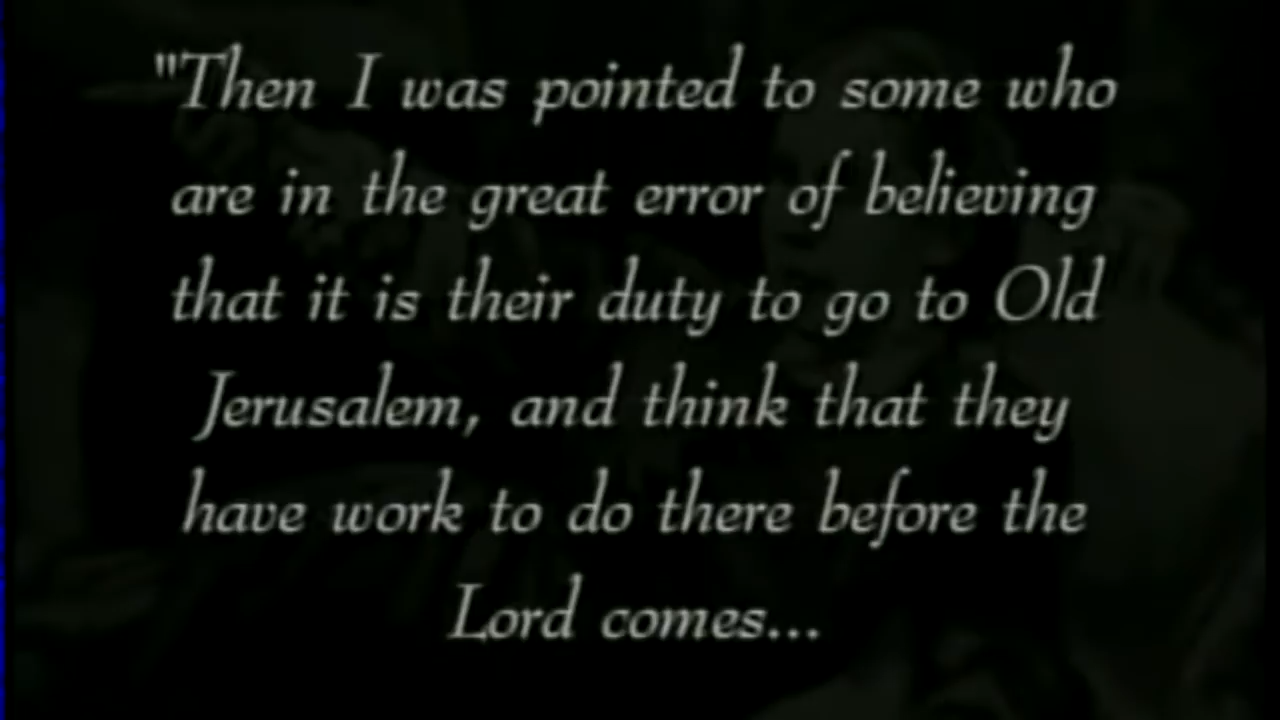 "Then I was pointed to some who
are in the great error of believing
that it is their duty to go to Old
Jerusalem, and think that they
have work to do there before the
Lord comes...